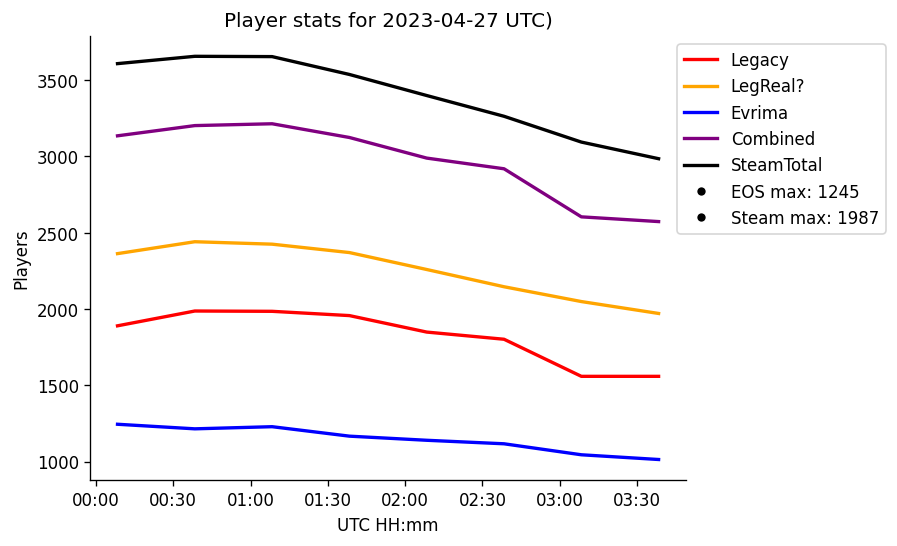 Player stats for 2023-04-27 UTC)
Legacy
LegReal?
Evrima
Combined
SteamTotal
EOS max: 1245
Steam max: 1987
Players
3500
3000
2500
2000
1500
1000
00:00 00:30 01:00 01:30 02:00 02:30 03:00 03:30
UTC HH:mm